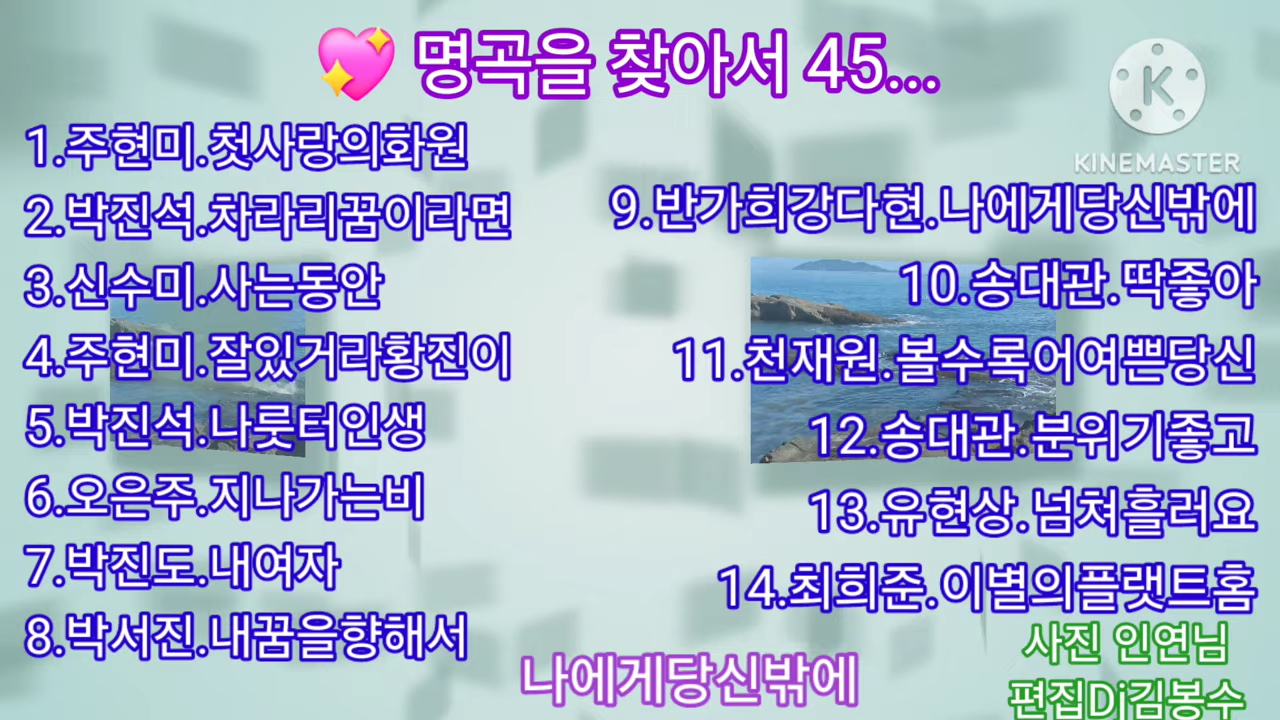 💖 명곡을 찾아서 45...
K
KINEMASTER
1.주현미.첫사랑의화원
2.박진석.차라리꿈이라면
3.신수미.사는동안
4.주현미.잘있거라황진이
5.박진석.나룻터인생
6.오은주.지나가는비
7.박진도.내여자
8.박서진.내꿈을향해서
9.반가희강다현.나에게당신밖에
10.송대관.딱좋아
11.천재원.볼수록어여쁜당신
12.송대관.분위기좋고
13.유현상.넘쳐흘러요
14.최희준.이별의플랫트홈
사진 인연님
편집Dj김봉수
나에게당신밖에